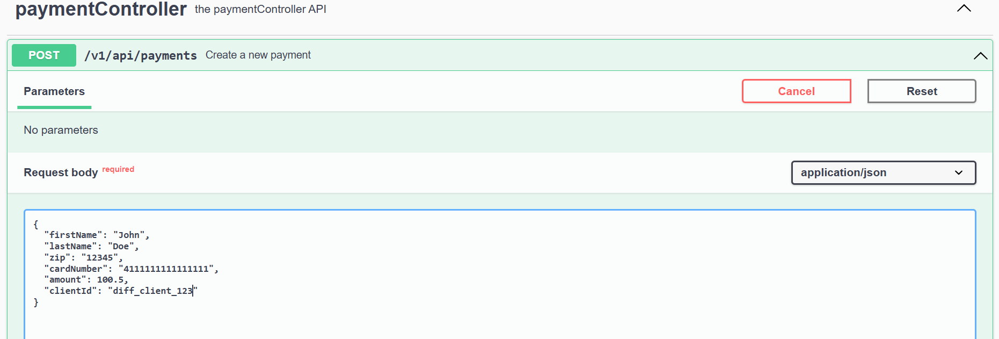 paymentController the paymentController API
POST /v1/api/payments Create a new payment
Parameters Cancel Reset
No parameters
Request body required application/json
{
  "firstName": "John",
  "lastName": "Doe",
  "zip": "12345",
  "cardNumber": "4111111111111111",
  "amount": 100.5,
  "clientId": "diff_client_123"
}